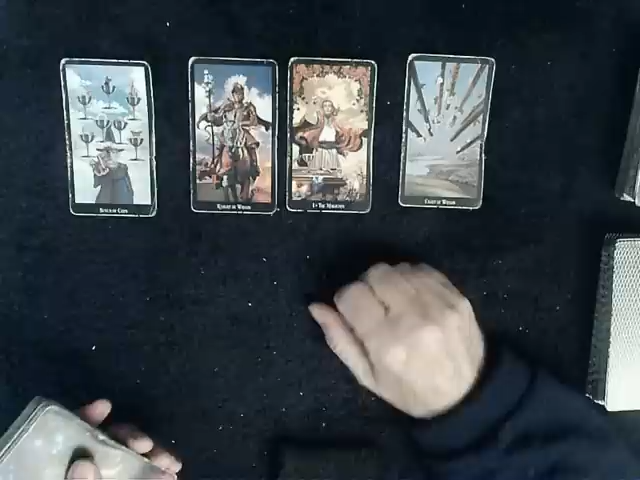 SEVEN OF CUPS
KNIGHT OF WANDS
I • THE MAGICIAN
EIGHT OF WANDS